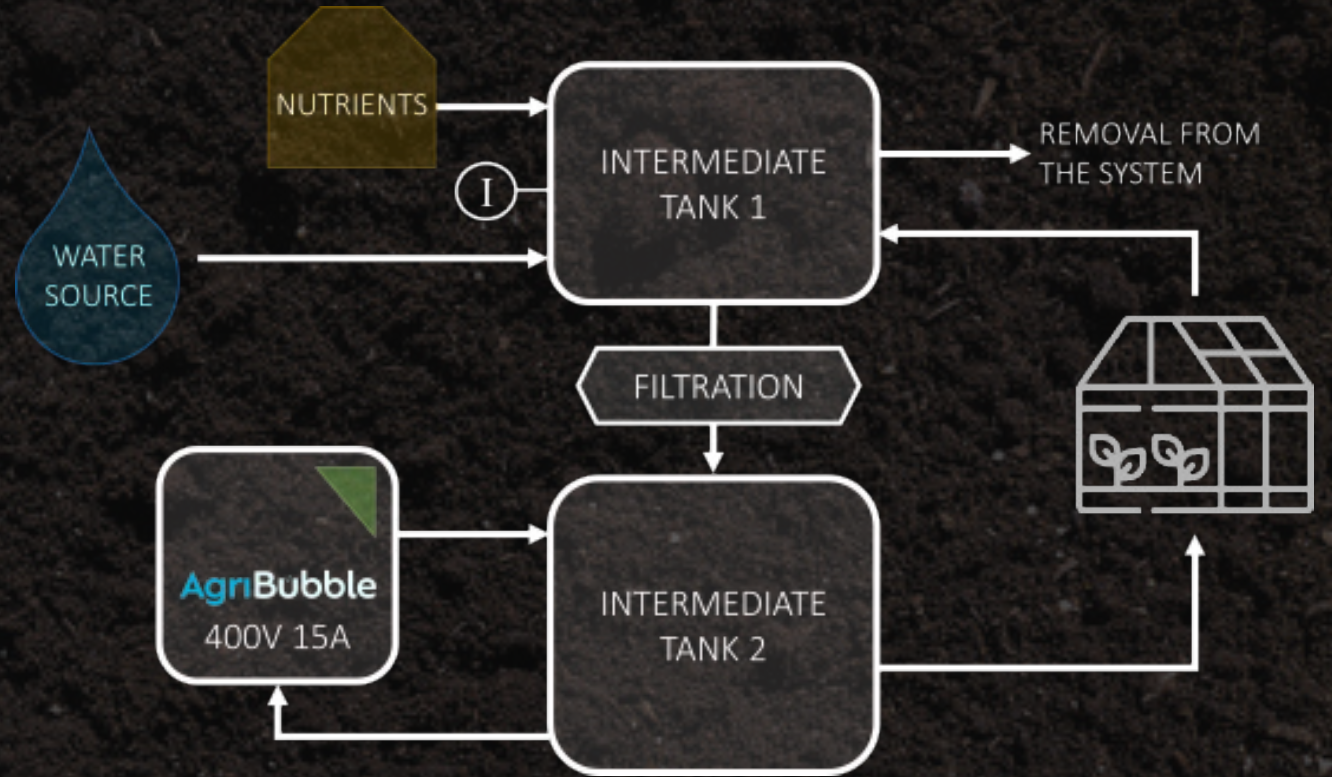 NUTRIENTS
WATER
SOURCE
I
INTERMEDIATE
TANK 1
REMOVAL FROM
THE SYSTEM
FILTRATION
AgriBubble
400V 15A
INTERMEDIATE
TANK 2